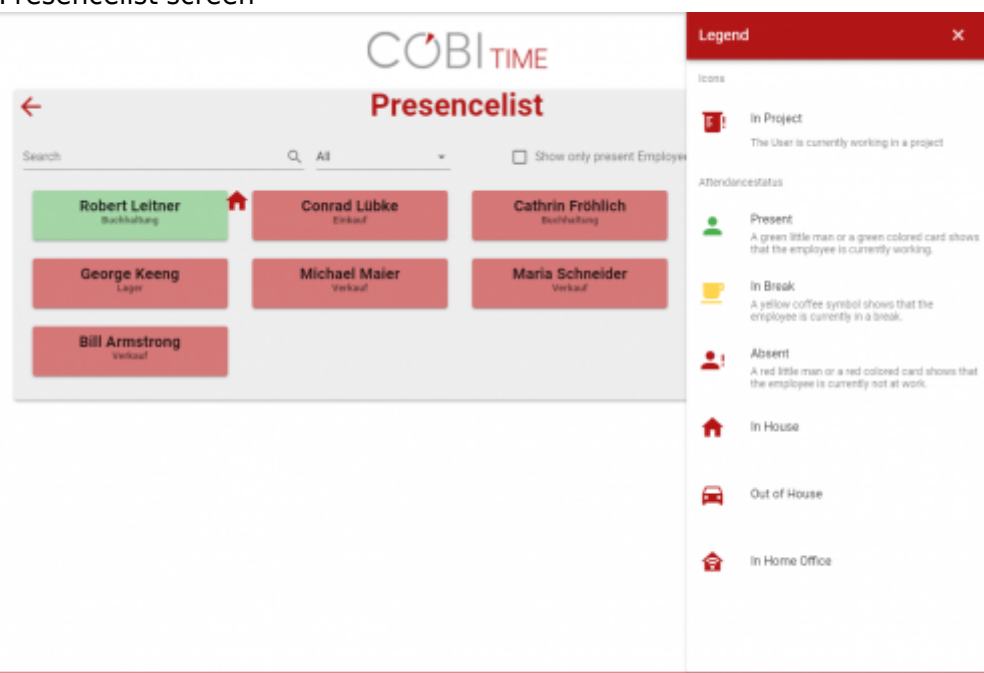 Presencelist screen
COBI TIME
Legend
Icons
Presencelist
In Project
The User is currently working in a project
Search
All
Show only present Employee
Attendancestatus
Robert Leitner
Buchhaltung
Conrad Lübke
Einkauf
Cathrin Fröhlich
Buchhaltung
Present
A green little man or a green colored card shows
that the employee is currently working.
George Keeng
Lager
Michael Maier
Verkauf
Maria Schneider
Verkauf
In Break
A yellow coffee symbol shows that the
employee is currently in a break.
Bill Armstrong
Verkauf
Absent
A red little man or a red colored card shows that
the employee is currently not at work.
In House
Out of House
In Home Office